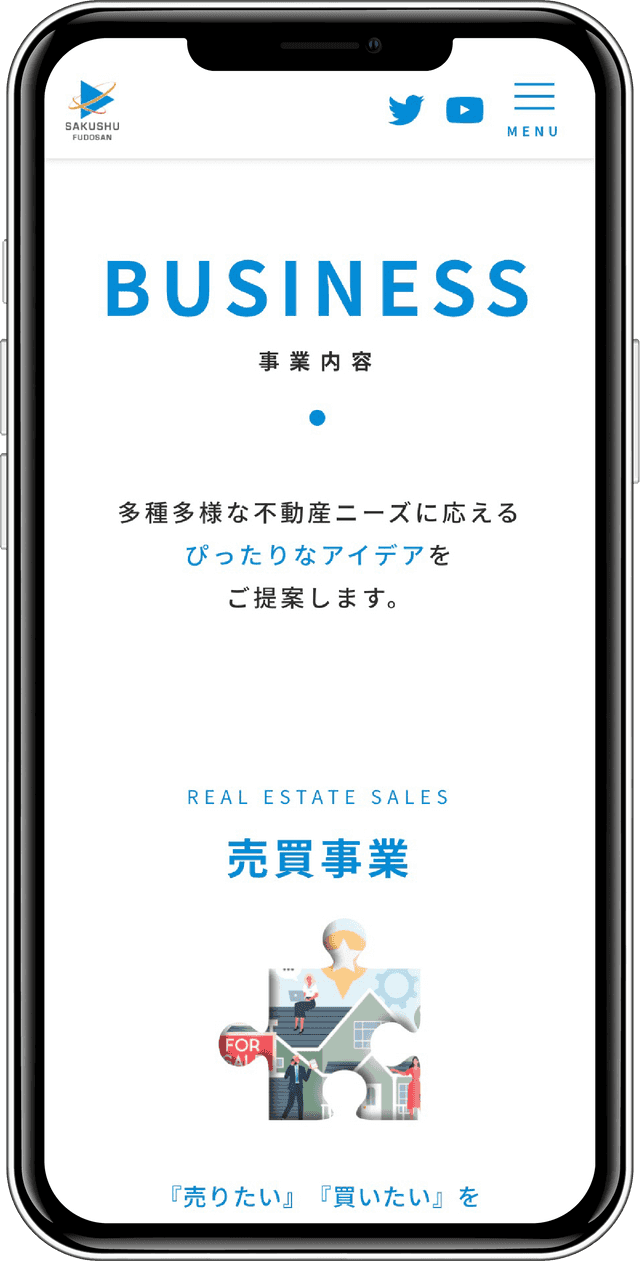 SAKUSHU
FUDOSAN
MENU
BUSINESS
事業内容
多種多様な不動産ニーズに応える
ぴったりなアイデアを
ご提案します。
REAL ESTATE SALES
売買事業
FOR
『売りたい』『買いたい』を